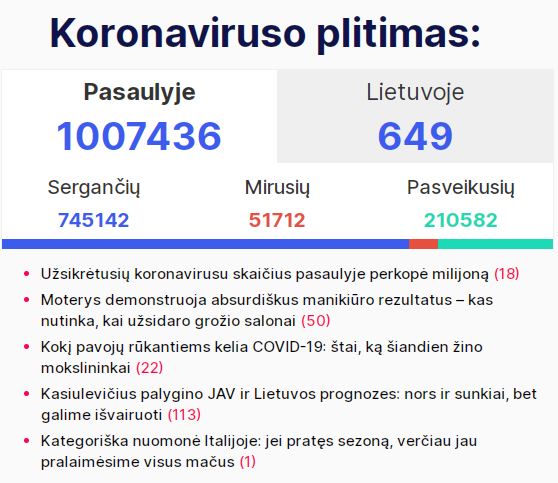 Koronaviruso plitimas:
Pasaulyje
1007436
Lietuvoje
649
Sergančių
745142
Mirusių
51712
Pasveikusių
210582
• Užsikrėtusių koronavirusu skaičius pasaulyje perkopė milijoną (18)
• Moterys demonstruoja absurdiškus manikiūro rezultatus – kas
nutinka, kai užsidaro grožio salonai (50)
• Kokį pavojų rūkantiems kelia COVID-19: štai, ką šiandien žino
mokslininkai (22)
• Kasiulevičius palygino JAV ir Lietuvos prognozes: nors ir sunkiai, bet
galime išvairuoti (113)
• Kategoriška nuomonė Italijoje: jei pratęs sezoną, verčiau jau
pralaimėsime visus mačus (1)